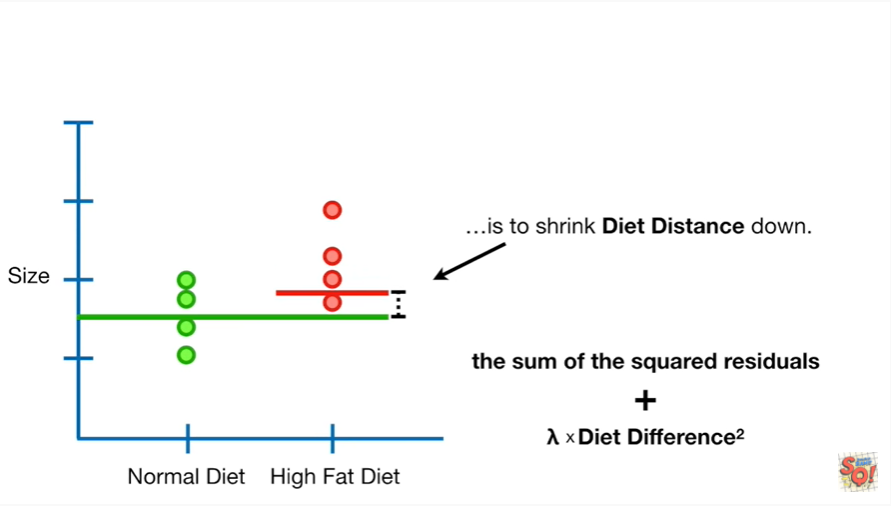 ...is to shrink Diet Distance down.
Size
the sum of the squared residuals
+
λ x Diet Difference²
Normal Diet High Fat Diet
SQ!